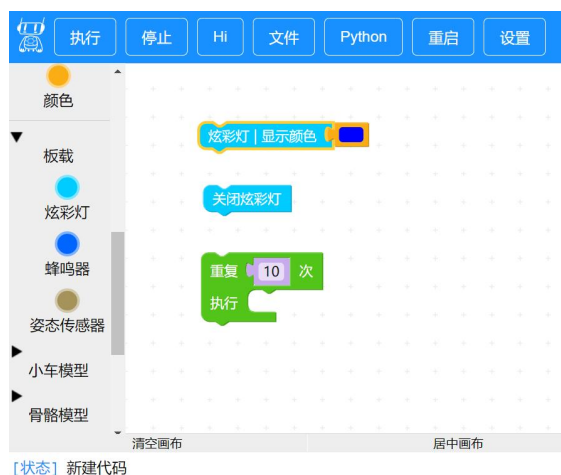 执行 停止 Hi 文件 Python 重启 设置
颜色
板载
炫彩灯
蜂鸣器
姿态传感器
小车模型
骨骼模型
炫彩灯 | 显示颜色
关闭炫彩灯
重复 10 次
执行
清空画布 居中画布
[状态] 新建代码